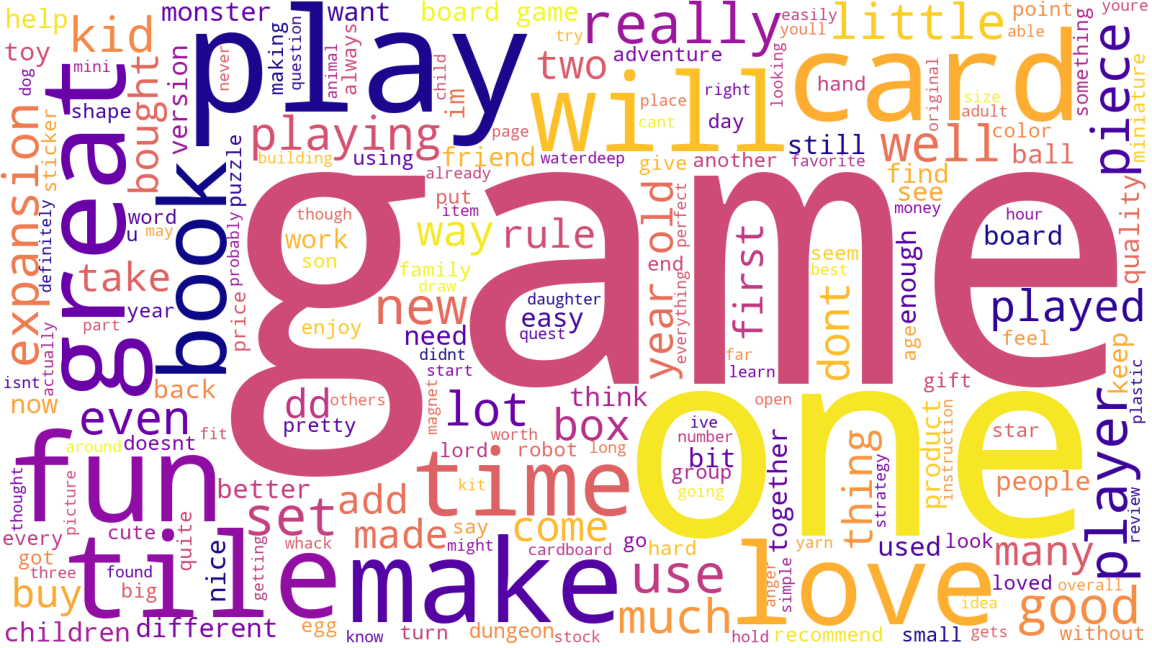 help
monster
want
board game
really
easily
little
point
youre
toy
kid
mini
dog
never
play
making
question
animal
always
try
adventure
youll
able
something
bought
version
child
im
two
looking
hand
card
original
size
adult
piece
miniature
shape
great
sticker
expansion
playing
page
will
place
cant
right
day
still
well
color
ball
building
using
friend
waterdeep
give
another
favorite
find
see
already
puzzle
book
put
item
money
word
u
may
definitely
probably
though
work
son
way
rule
old
perfect
first
seem
best
enough
hour
board
quality
take
family
draw
end
year
everything
game
year
part
price
enjoy
new
daughter
easy
quest
dont
age
played
feel
actually
need
didnt
start
far
learn
keep
plastic
isnt
now
back
dd
others
pretty
magnet
lot
think
box
gift
open
one
even
around
doesnt
fit
worth
ive
number
bit
group
going
product
instruction
star
people
player
review
fun
thought
picture
better
lord
robot
long
time
kit
together
thing
strategy
set
add
every
cute
quite
made
say
come
go
hard
yarn
used
look
many
got
three
found
big
nice
getting
whack
might
cardboard
tile
make
use
anger
simple
love
loved
overall
idea
buy
good
children
different
egg
know
turn
dungeon
stock
much
hold
recommend
small
gets
without